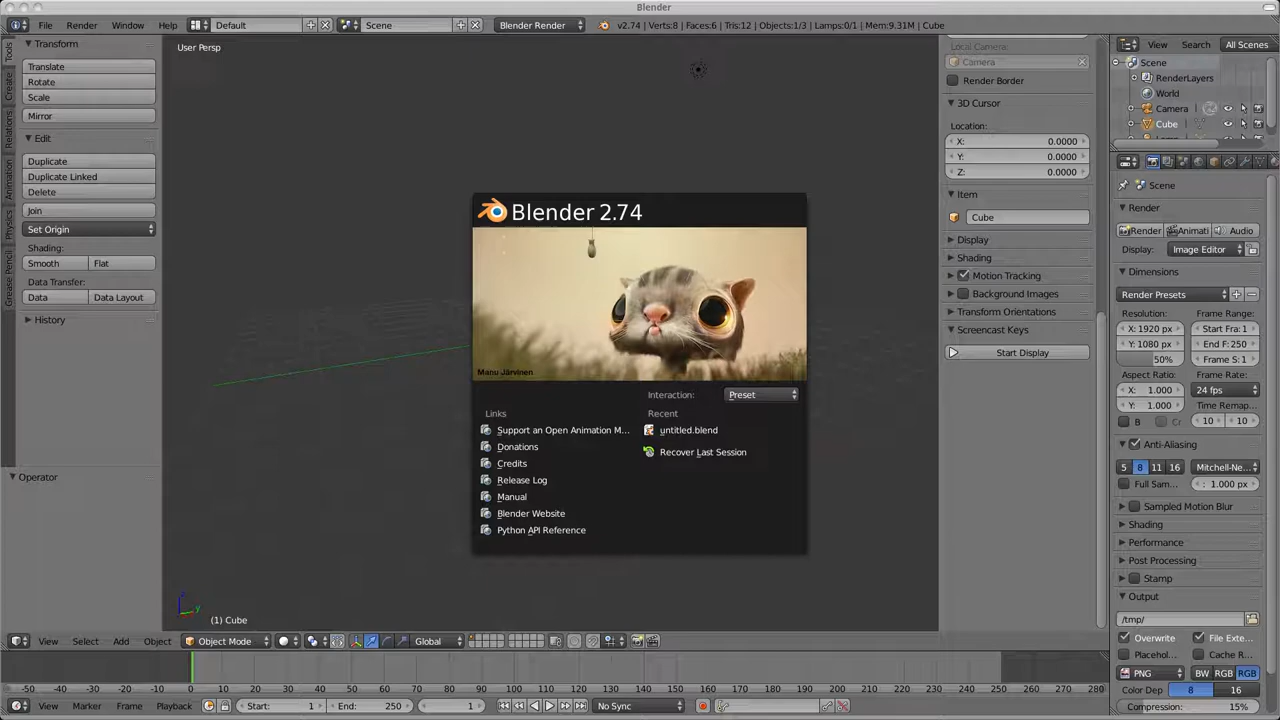 Blender
File Render Window Help Default Scene Blender Render v2.74 | Verts:8 | Faces:6 | Tris:12 | Objects:1/3 | Lamps:0/1 | Mem:9.31M | Cube
Tools
Create
Relations
Animation
Physics
Grease Pencil
Transform
Translate
Rotate
Scale
Mirror
Edit
Duplicate
Duplicate Linked
Delete
Join
Set Origin
Shading:
Smooth Flat
Data Transfer:
Data Data Layout
History
Operator
User Persp
Blender 2.74
Manu Järvinen
Interaction: Preset
Links
Support an Open Animation M...
Donations
Credits
Release Log
Manual
Blender Website
Python API Reference
Recent
untitled.blend
Recover Last Session
z
y
(1) Cube
Local Camera:
Camera
Render Border
3D Cursor
Location:
X: 0.0000
Y: 0.0000
Z: 0.0000
Item
Cube
Display
Shading
Motion Tracking
Background Images
Transform Orientations
Screencast Keys
Start Display
View Search All Scenes
Scene
RenderLayers
World
Camera
Cube
Scene
Render
Render Animati Audio
Display: Image Editor
Dimensions
Render Presets
Resolution: Frame Range:
X: 1920 px Start Fra: 1
Y: 1080 px End F: 250
50% Frame S: 1
Aspect Ratio: Frame Rate:
X: 1.000 24 fps
Y: 1.000 Time Remap...
B Cr 10 10
Anti-Aliasing
5 8 11 16 Mitchell-Ne...
Full Sam... : 1.000 px
Sampled Motion Blur
Shading
Performance
Post Processing
Stamp
Output
/tmp/
Overwrite File Exte...
Placehol... Cache R...
PNG BW RGB RGB
Color Dep 8 16
Compression: 15%
View Select Add Object Object Mode Global
-50 -40 -30 -20 -10 0 10 20 30 40 50 60 70 80 90 100 110 120 130 140 150 160 170 180 190 200 210 220 230 240 250 260 270 280
View Marker Frame Playback Start: 1 End: 250 1 No Sync